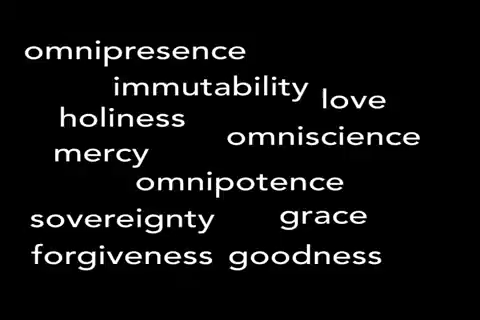 omnipresence
immutability
love
holiness
omniscience
mercy
omnipotence
sovereignty
grace
forgiveness
goodness